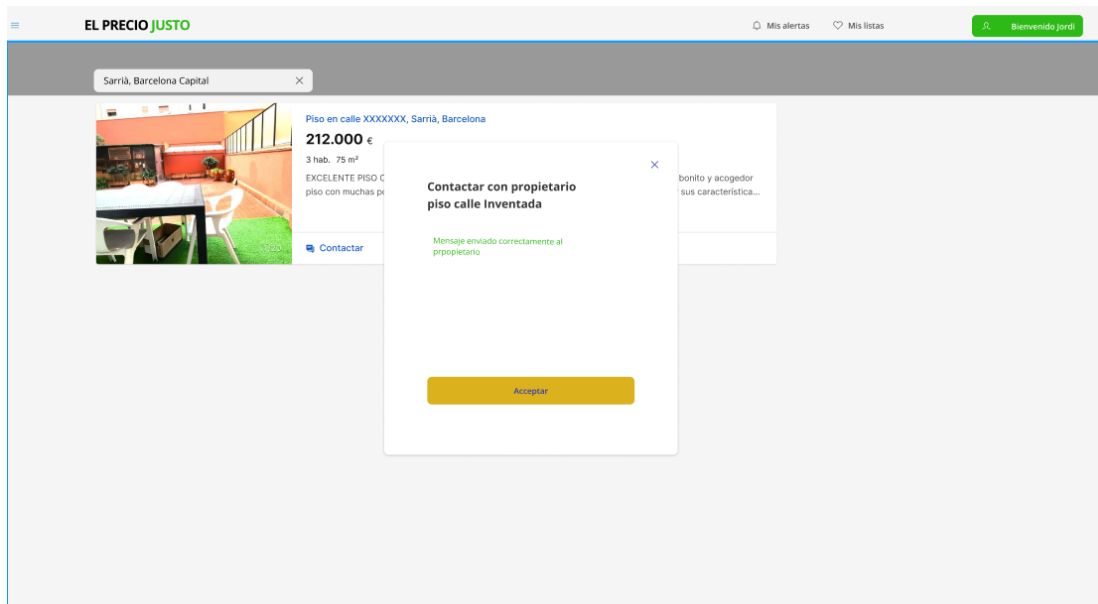 EL PRECIO JUSTO
Mis alertas
Mis listas
Bienvenido Jordi
Sarrià, Barcelona Capital
Piso en calle XXXXXXX, Sarrià, Barcelona
212.000 €
3 hab. 75 m²
EXCELENTE PISO
bonito y acogedor
piso con muchas
sus característica...
Contactar
Contactar con propietario
piso calle Inventada
Mensaje enviado correctamente al
prpopietario
Acceptar